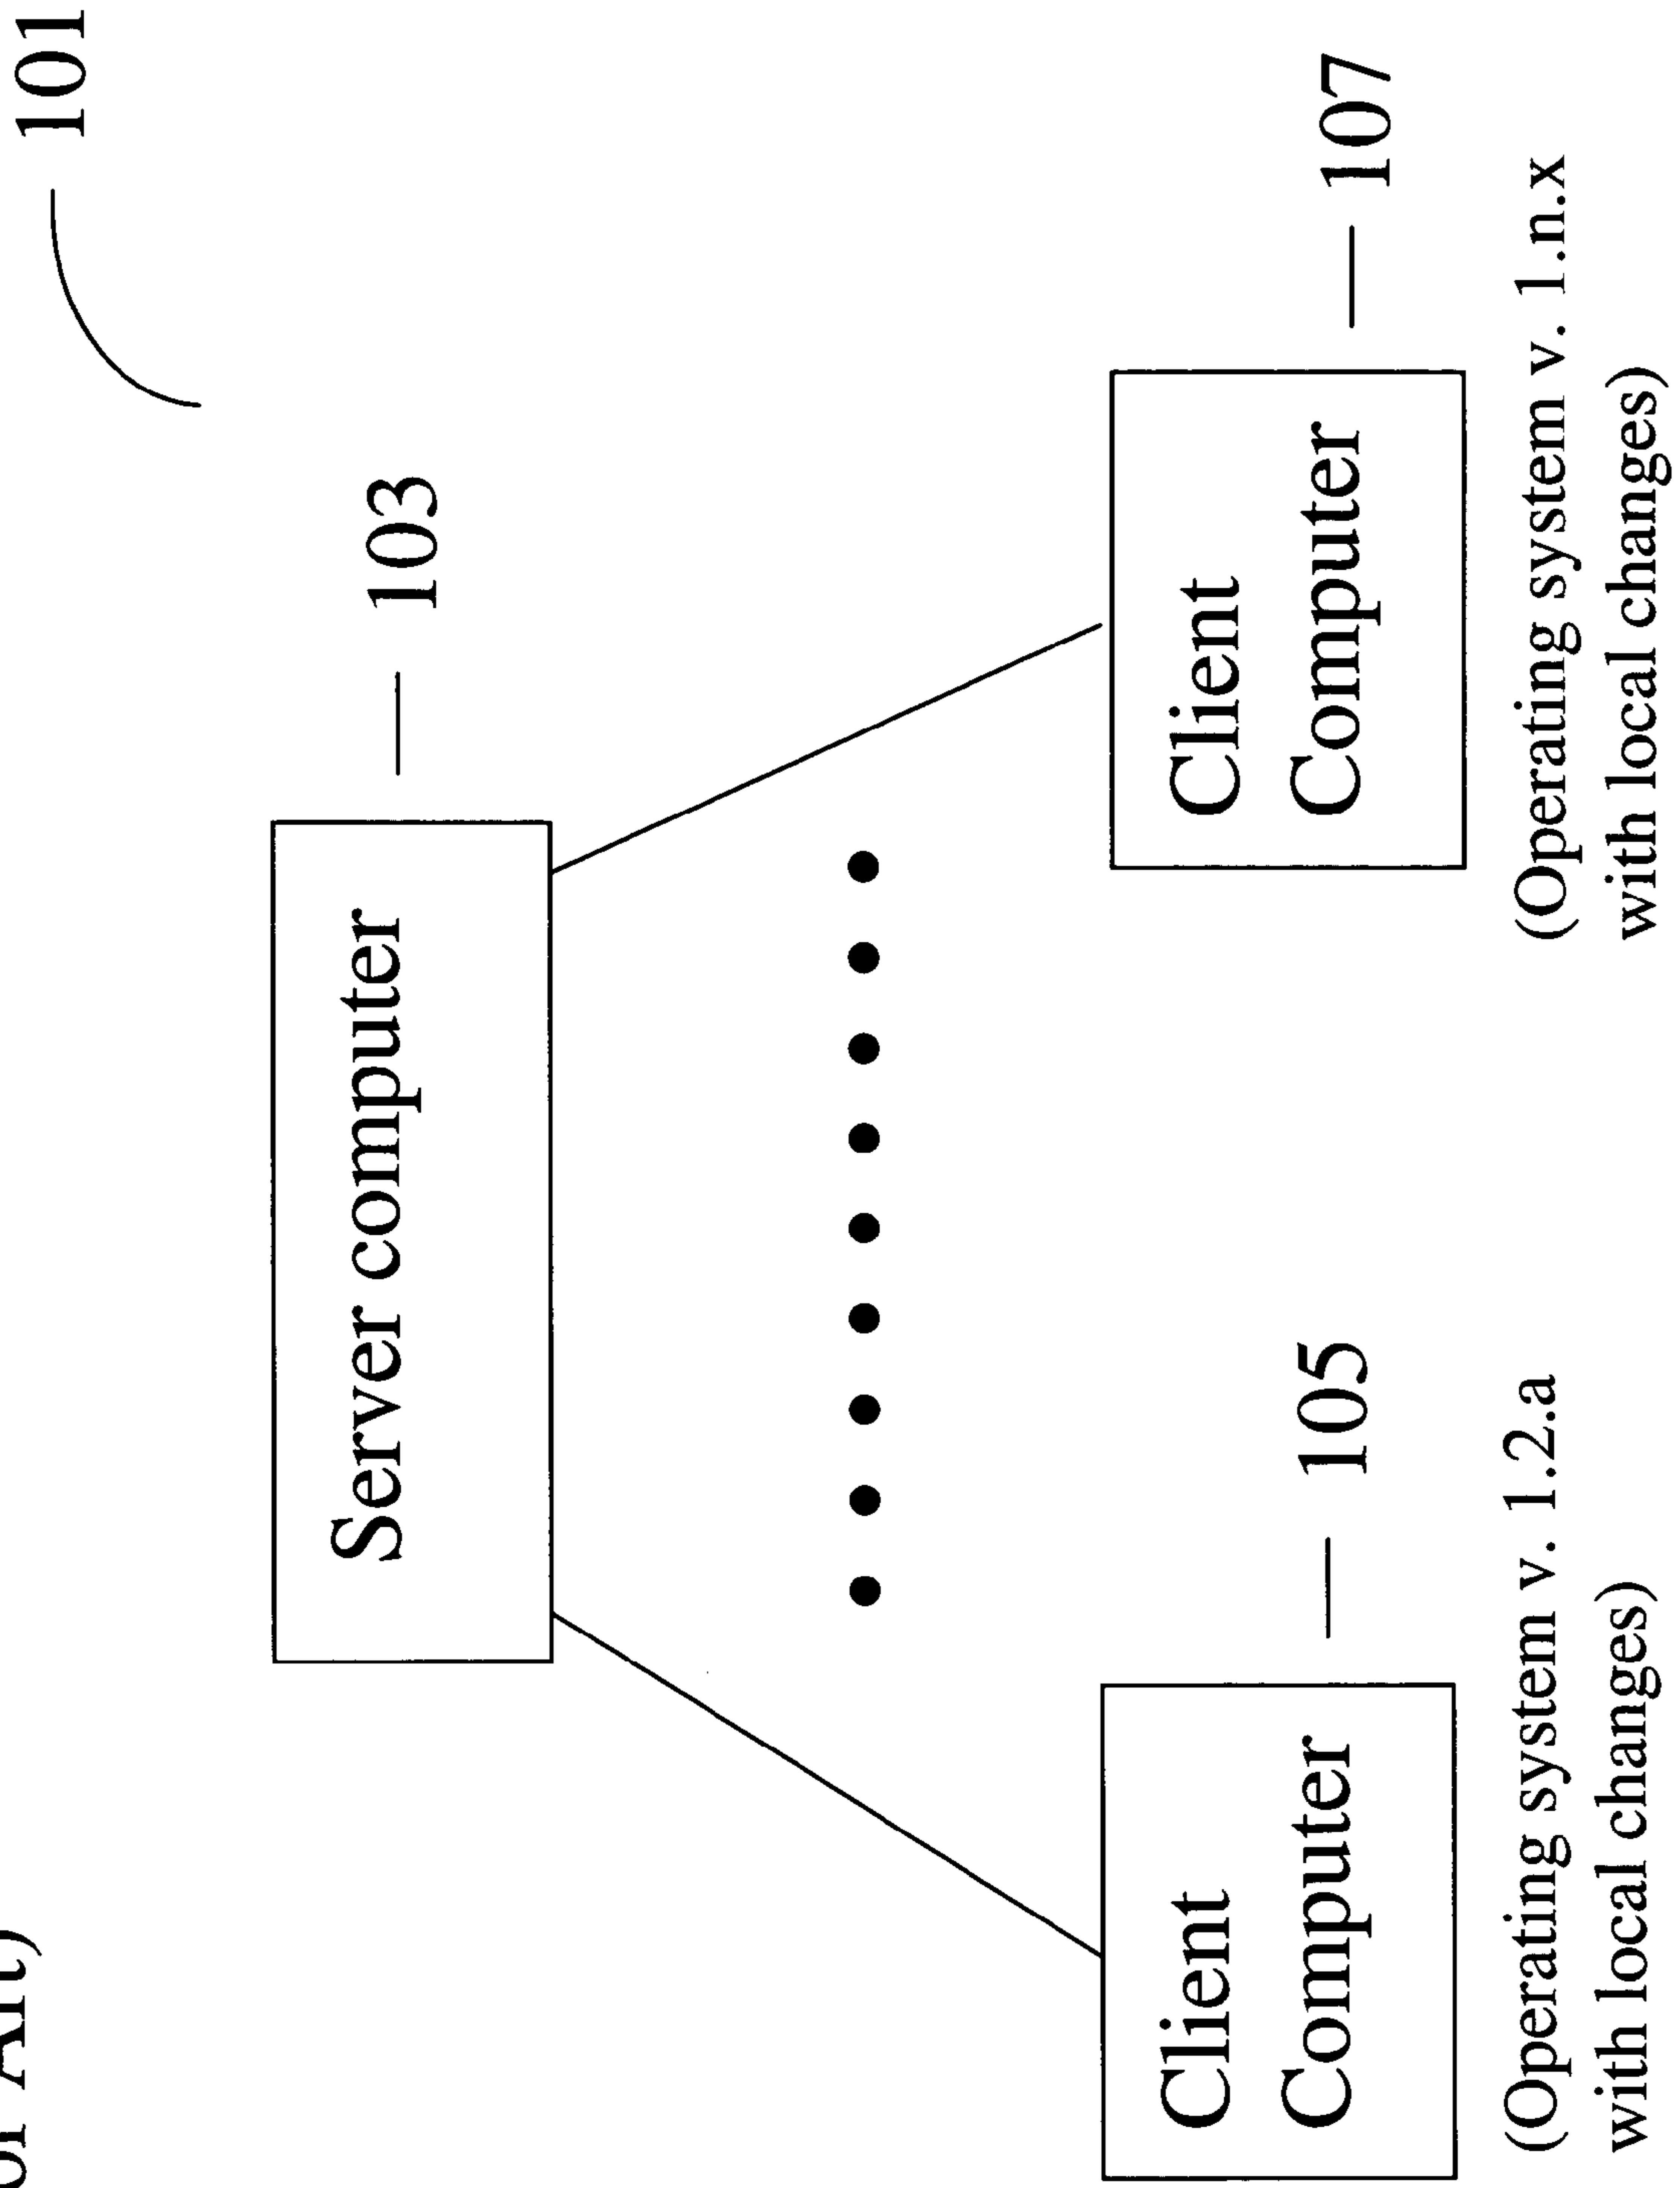 Art)
101
Server computer
103
Client
Computer
105
(Operating system v. 1.2.a
with local changes)
Client
Computer
107
(Operating system v. 1.n.x
with local changes)